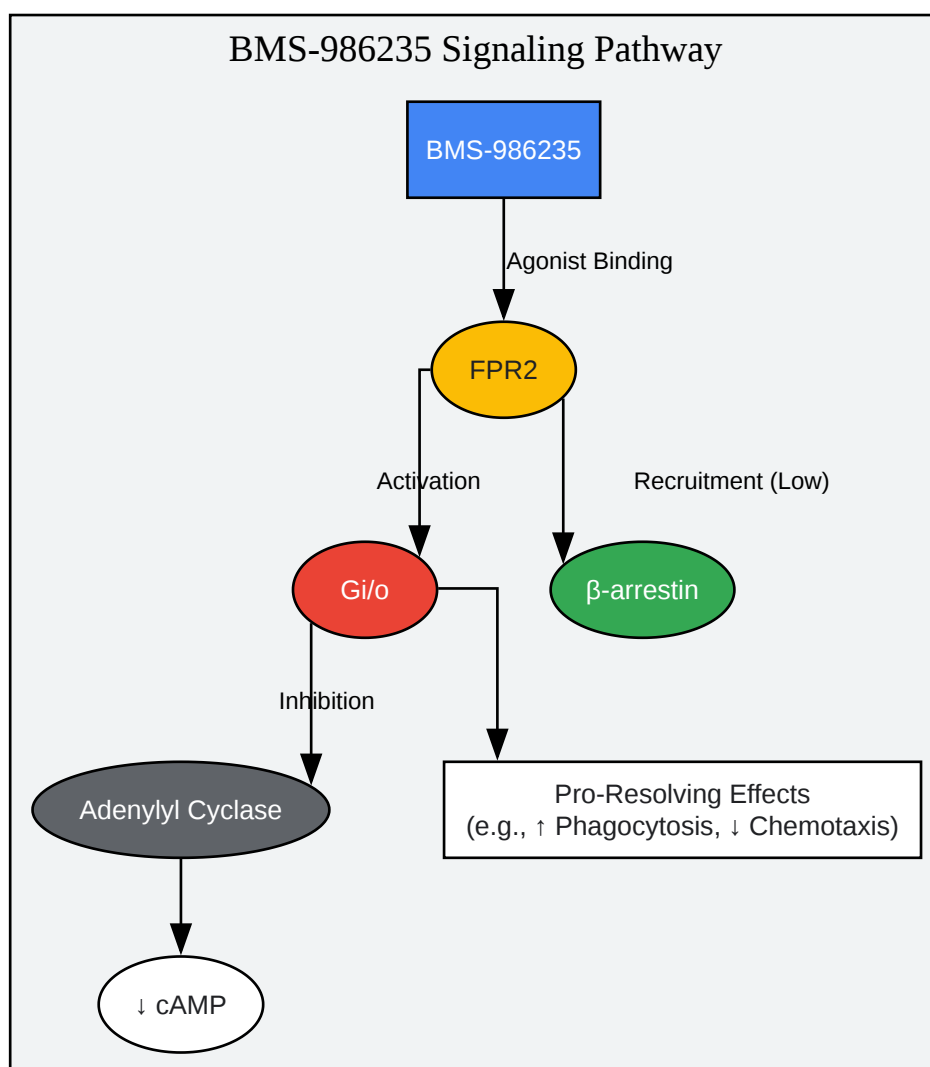 BMS-986235 Signaling Pathway
BMS-986235
Agonist Binding
FPR2
Activation
Recruitment (Low)
Gi/o
β-arrestin
Inhibition
Adenylyl Cyclase
Pro-Resolving Effects
(e.g., ↑ Phagocytosis, ↓ Chemotaxis)
↓ cAMP